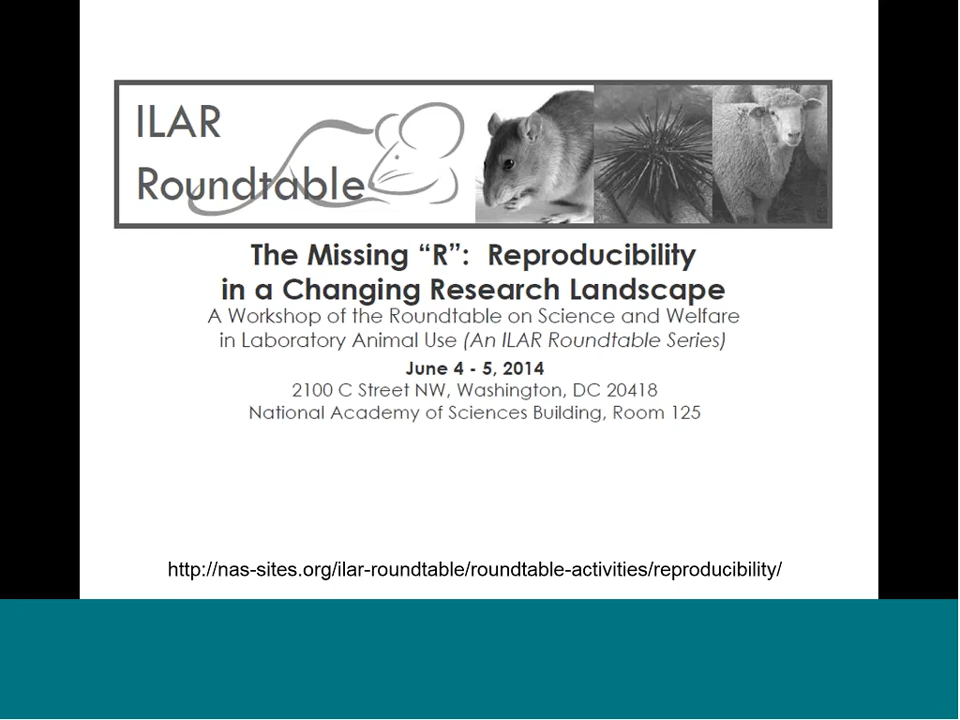 ILAR
Roundtable
The Missing “R”: Reproducibility
in a Changing Research Landscape
A Workshop of the Roundtable on Science and Welfare
in Laboratory Animal Use (An ILAR Roundtable Series)
June 4 - 5, 2014
2100 C Street NW, Washington, DC 20418
National Academy of Sciences Building, Room 125
http://nas-sites.org/ilar-roundtable/roundtable-activities/reproducibility/